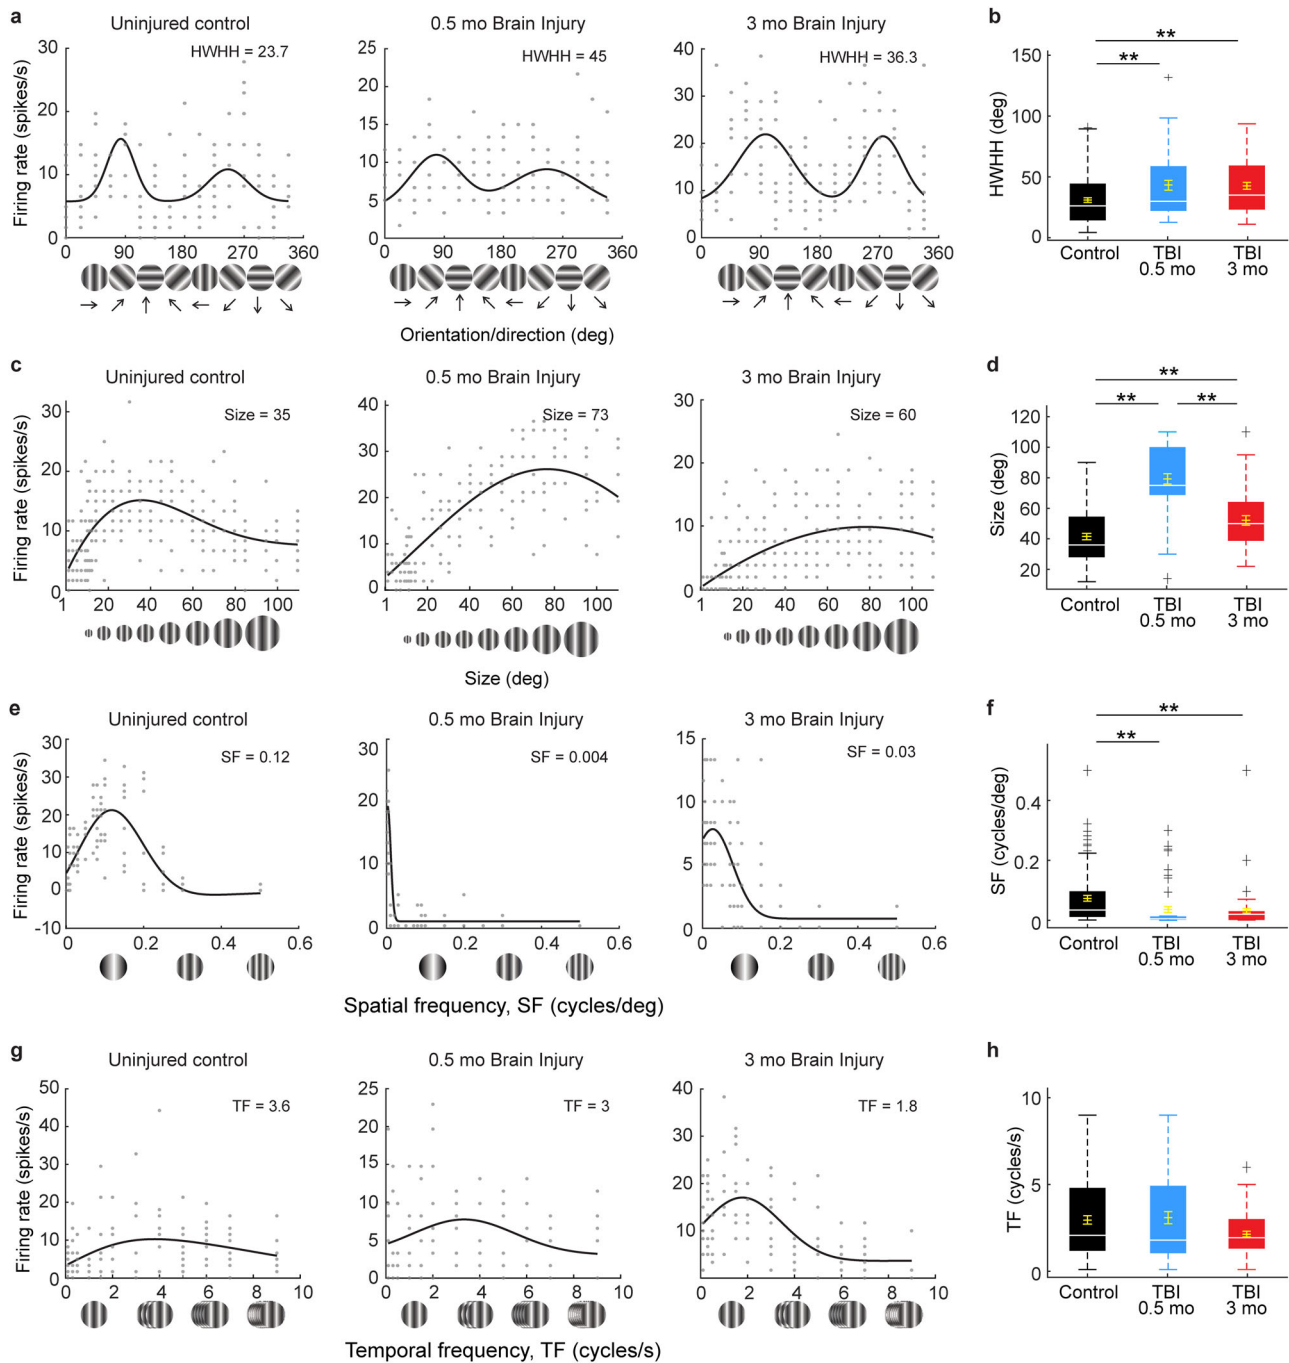 a
Uninjured control
0.5 mo Brain Injury
3 mo Brain Injury
b
HWHH = 23.7
HWHH = 45
HWHH = 36.3
Firing rate (spikes/s)
30
20
10
0
0 90 180 270 360
25
20
15
10
5
0
0 90 180 270 360
40
30
20
10
0
0 90 180 270 360
Orientation/direction (deg)
HWHH (deg)
150
100
50
0
**
**
Control
TBI
0.5 mo
TBI
3 mo
c
Uninjured control
0.5 mo Brain Injury
3 mo Brain Injury
d
Size = 35
Size = 73
Size = 60
Firing rate (spikes/s)
30
20
10
0
1 20 40 60 80 100
40
30
20
10
0
1 20 40 60 80 100
30
20
10
0
1 20 40 60 80 100
Size (deg)
Size (deg)
120
100
80
60
40
20
**
**
**
Control
TBI
0.5 mo
TBI
3 mo
e
Uninjured control
0.5 mo Brain Injury
3 mo Brain Injury
f
SF = 0.12
SF = 0.004
SF = 0.03
Firing rate (spikes/s)
30
30
20
10
0
-10
0 0.2 0.4 0.6
30
20
10
0
0 0.2 0.4 0.6
15
10
5
0
0 0.2 0.4 0.6
Spatial frequency, SF (cycles/deg)
SF (cycles/deg)
0.4
0.2
0
**
**
Control
TBI
0.5 mo
TBI
3 mo
g
Uninjured control
0.5 mo Brain Injury
3 mo Brain Injury
h
TF = 3.6
TF = 3
TF = 1.8
Firing rate (spikes/s)
50
40
30
20
10
0
0 2 4 6 8 10
25
20
15
10
5
0
0 2 4 6 8 10
40
30
20
10
0
0 2 4 6 8 10
Temporal frequency, TF (cycles/s)
TF (cycles/s)
10
5
0
Control
TBI
0.5 mo
TBI
3 mo